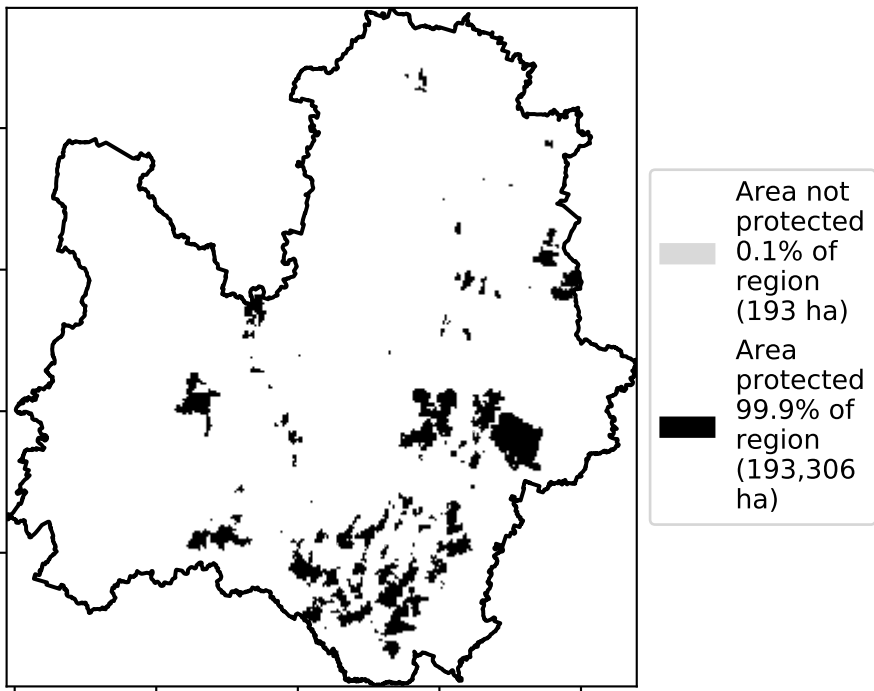 Area not
protected
0.1% of
region
(193 ha)
Area
protected
99.9% of
region
(193,306
ha)